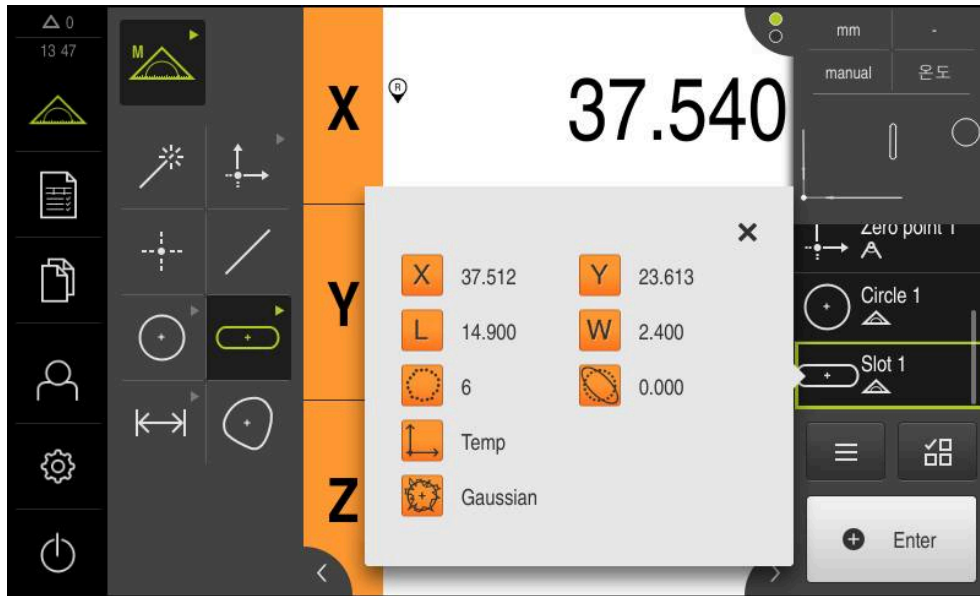 0
13 47
M
X
R
37.540
Y
Z
X 37.512 Y 23.613
L 14.900 W 2.400
6 0.000
Temp
Gaussian
mm -
manual 온도
Zero point 1
Circle 1
Slot 1
Enter